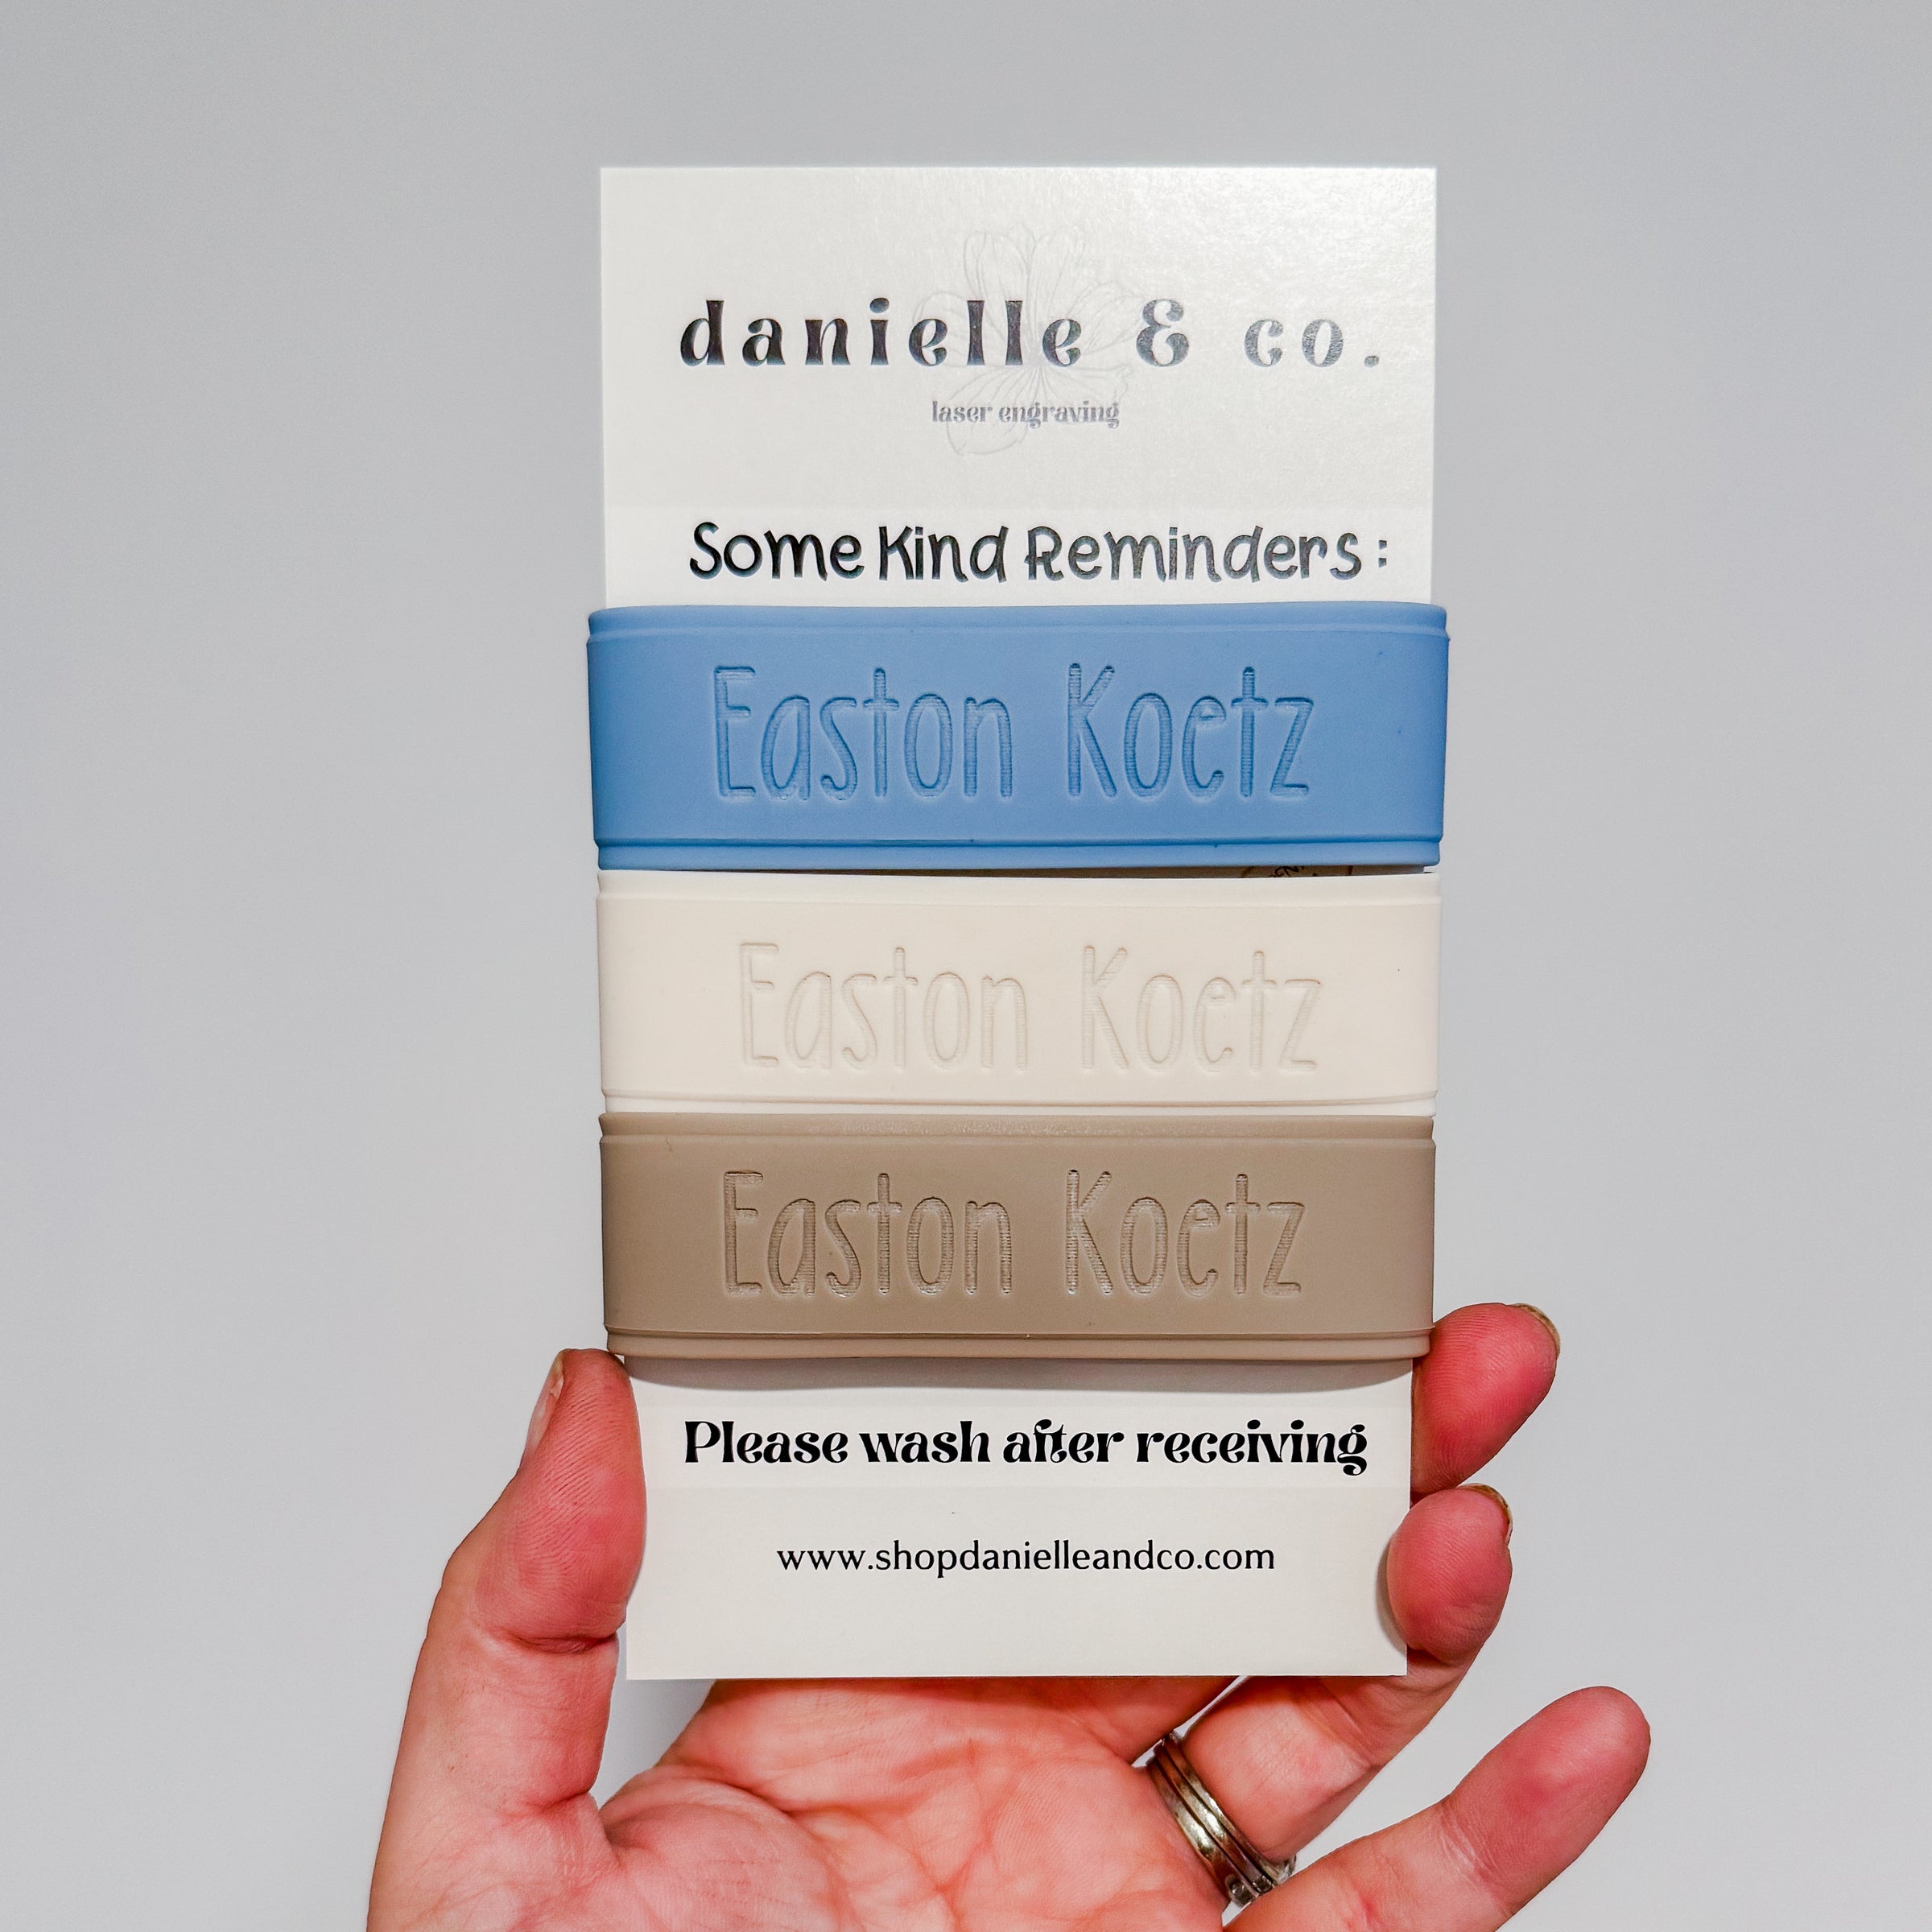 danielle & co.
laser engraving
Some Kind Reminders:
Easton Koetz
Easton Koetz
Easton Koetz
Please wash after receiving
www.shopdanielleandco.com